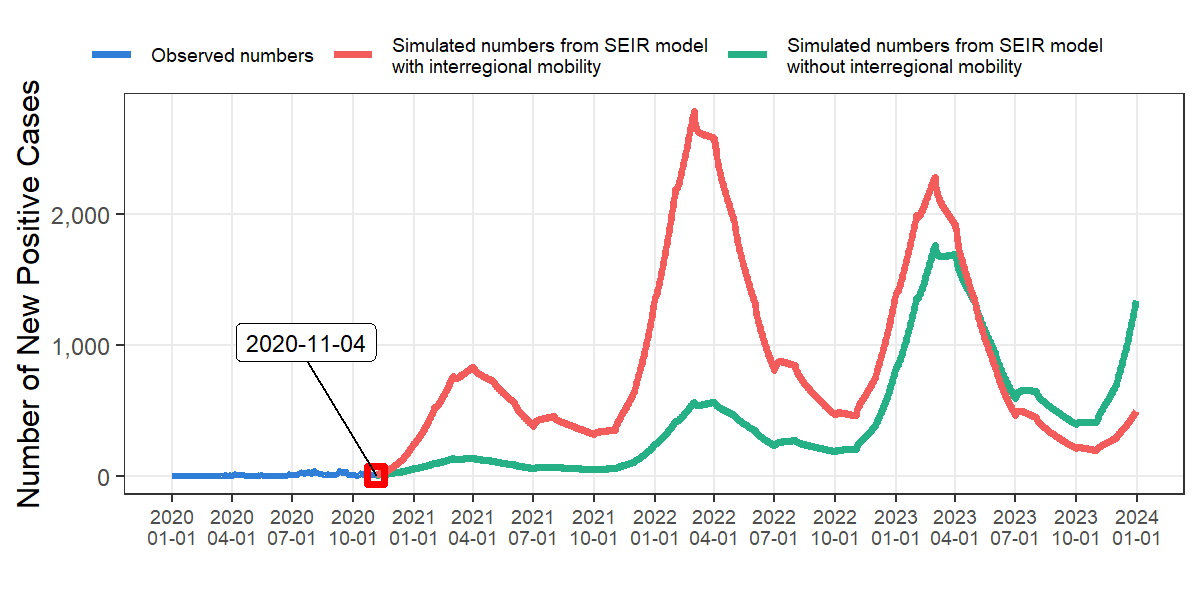 Observed numbers
Simulated numbers from SEIR model
with interregional mobility
Simulated numbers from SEIR model
without interregional mobility
Number of New Positive Cases
2,000
1,000
0
2020-11-04
2020 2020 2020 2020 2021 2021 2021 2021 2022 2022 2022 2022 2023 2023 2023 2023 2024
01-01 04-01 07-01 10-01 01-01 04-01 07-01 10-01 01-01 04-01 07-01 10-01 01-01 04-01 07-01 10-01 01-01